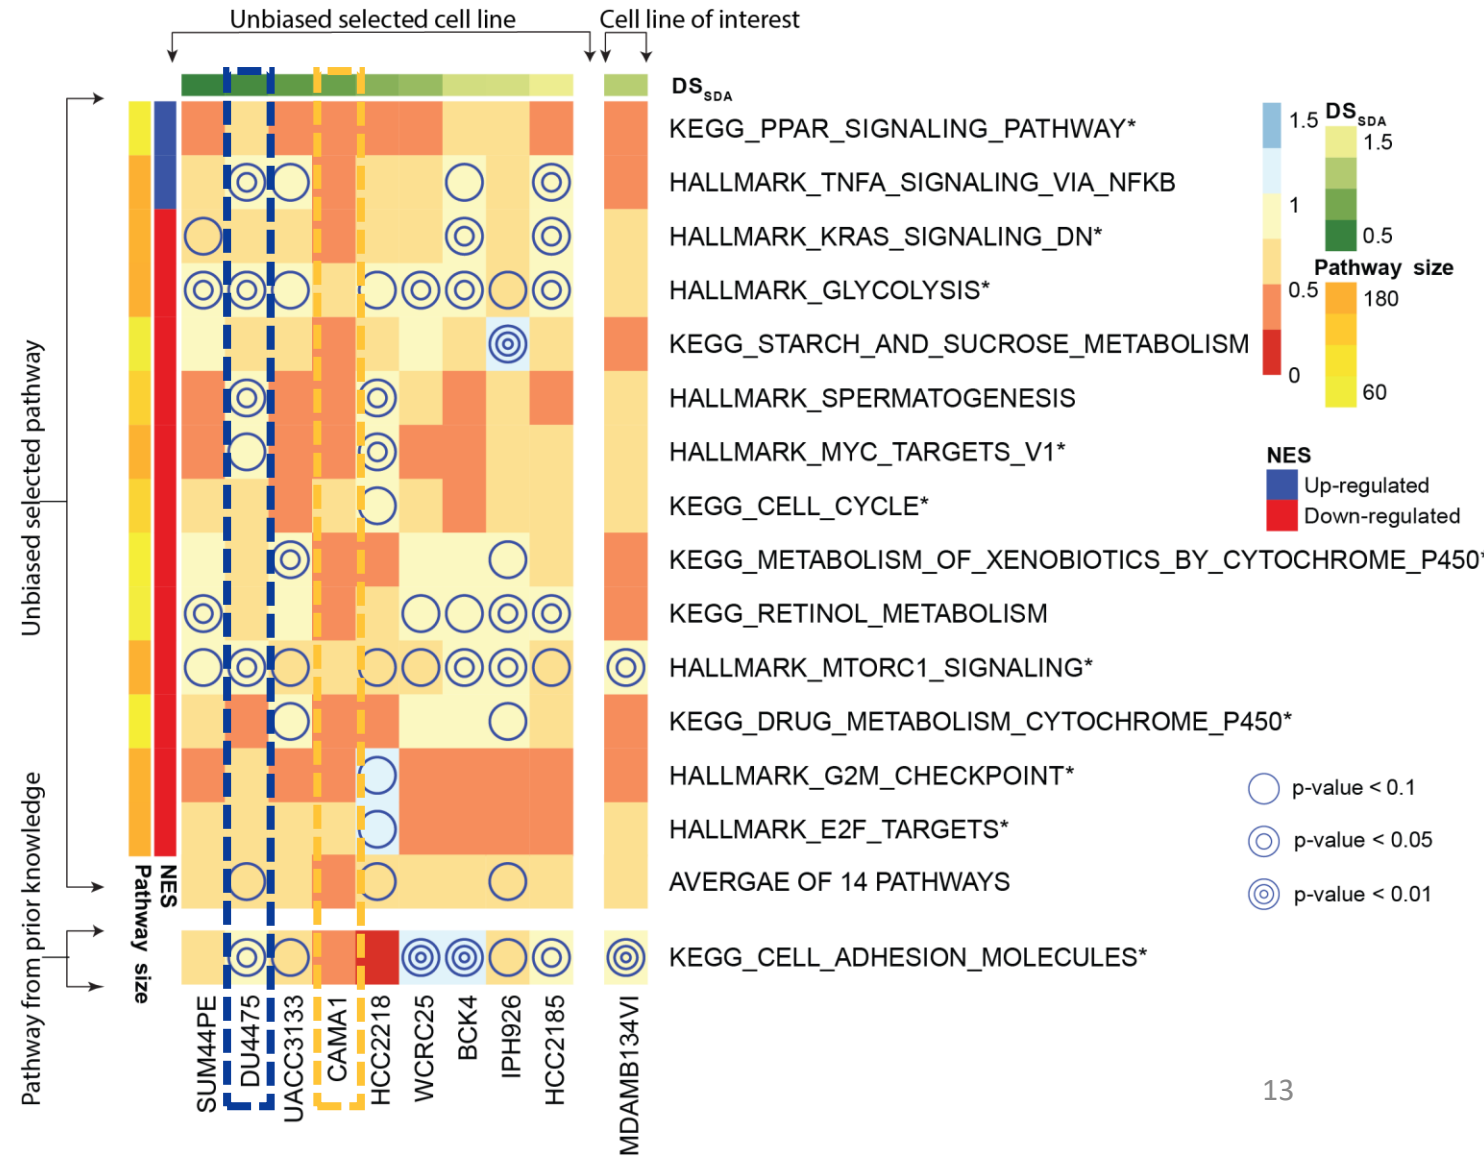 Unbiased selected cell line
Cell line of interest
DS SDA
KEGG_PPAR_SIGNALING_PATHWAY*
HALLMARK_TNFA_SIGNALING_VIA_NFKB
HALLMARK_KRAS_SIGNALING_DN*
HALLMARK_GLYCOLYSIS*
KEGG_STARCH_AND_SUCROSE_METABOLISM
HALLMARK_SPERMATOGENESIS
HALLMARK_MYC_TARGETS_V1*
KEGG_CELL_CYCLE*
KEGG_METABOLISM_OF_XENOBIOTICS_BY_CYTOCHROME_P450*
KEGG_RETINOL_METABOLISM
HALLMARK_MTORC1_SIGNALING*
KEGG_DRUG_METABOLISM_CYTOCHROME_P450*
HALLMARK_G2M_CHECKPOINT*
HALLMARK_E2F_TARGETS*
AVERGAE OF 14 PATHWAYS
KEGG_CELL_ADHESION_MOLECULES*
Unbiased selected pathway
Pathway from prior knowledge
Pathway size
NES
SUM44PE
DU4475
UACC3133
CAMA1
HCC2218
WCRC25
BCK4
IPH926
HCC2185
MDAMB134VI
1.5
1
0.5
0
DS SDA
1.5
0.5
Pathway size
180
60
NES
Up-regulated
Down-regulated
p-value < 0.1
p-value < 0.05
p-value < 0.01
13